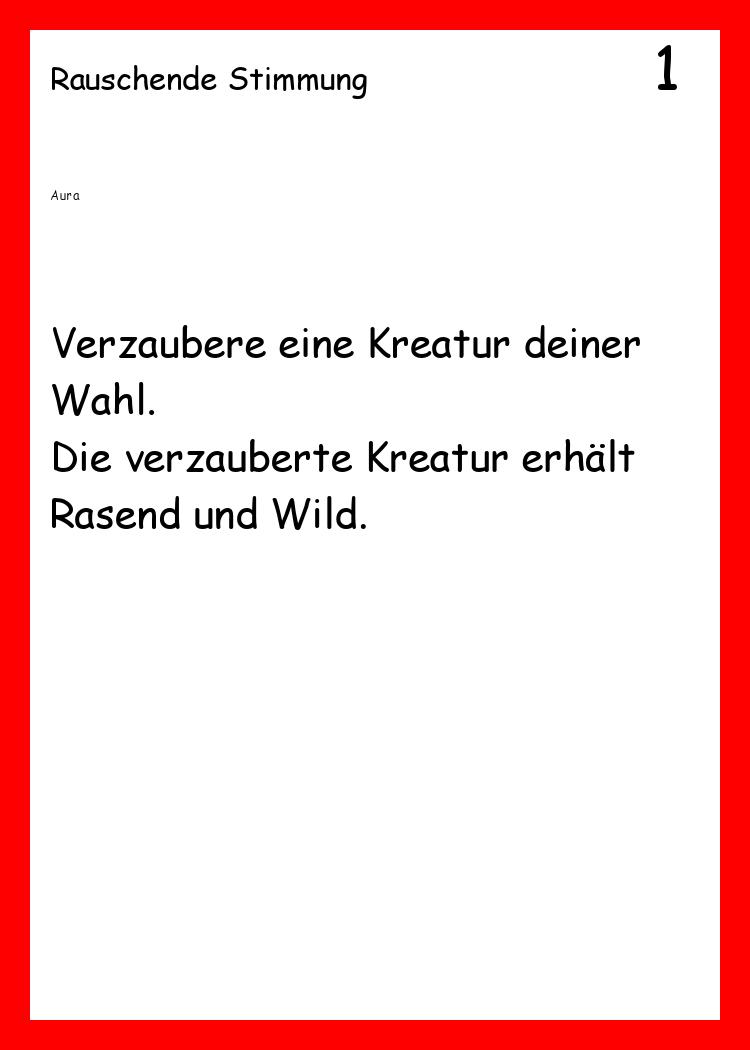 Rauschende Stimmung 1
Aura
Verzaubere eine Kreatur deiner
Wahl.
Die verzauberte Kreatur erhält
Rasend und Wild.